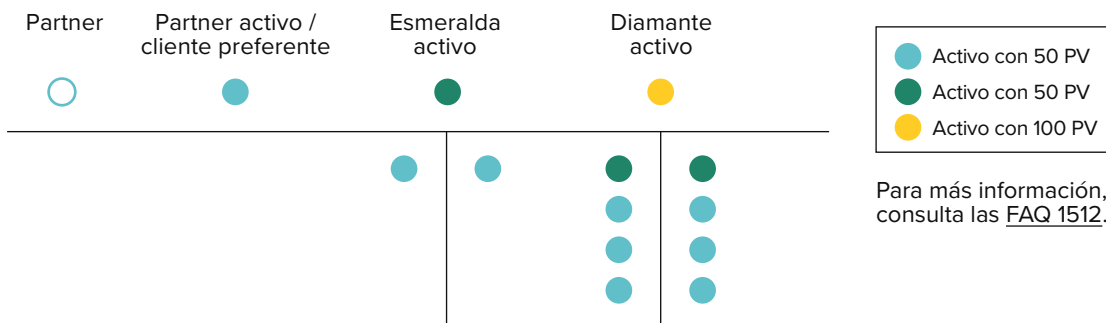 Partner
Partner activo /
cliente preferente
Esmeralda
activo
Diamante
activo
Activo con 50 PV
Activo con 50 PV
Activo con 100 PV
Para más información,
consulta las FAQ 1512.